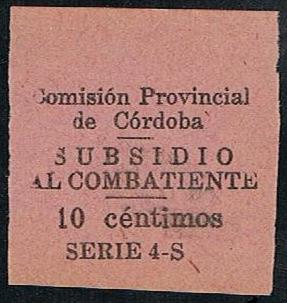 Comisión Provincial
de Córdoba
SUBSIDIO
AL COMBATIENTE
10 céntimos
SERIE 4-S